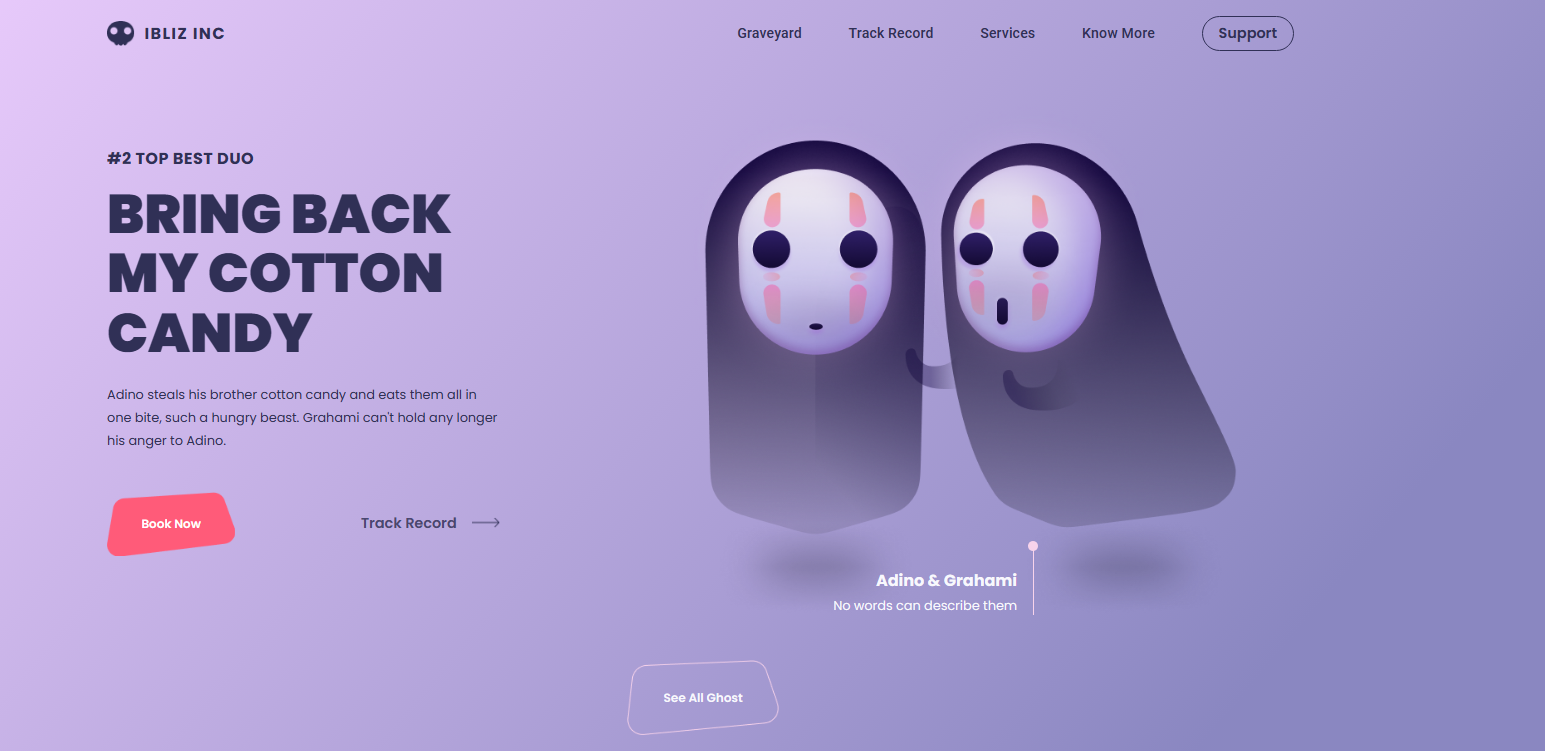 IBLIZ INC
Graveyard
Track Record
Services
Know More
Support
#2 TOP BEST DUO
BRING BACK
MY COTTON
CANDY
Adino steals his brother cotton candy and eats them all in
one bite, such a hungry beast. Grahami can't hold any longer
his anger to Adino.
Book Now
Track Record
Adino & Grahami
No words can describe them
See All Ghost